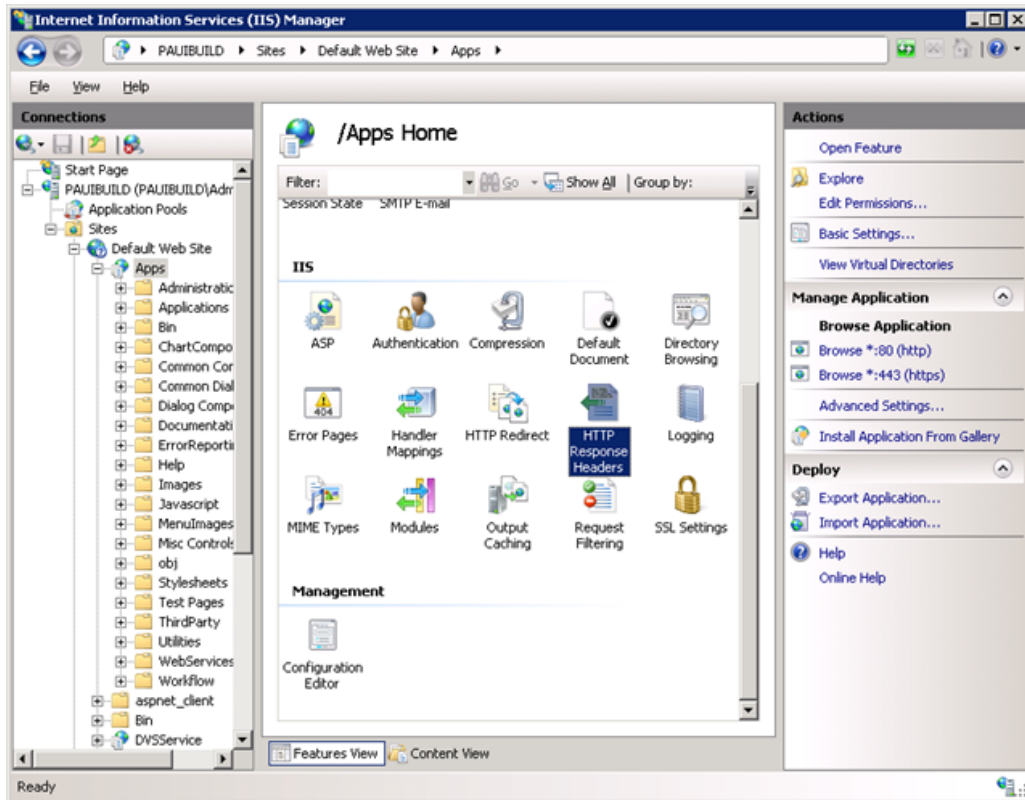 Internet Information Services (IIS) Manager
PAUIBUILD Sites Default Web Site Apps
File View Help
Connections
Start Page
PAUIBUILD (PAUIBUILD\Adm
Application Pools
Sites
Default Web Site
Apps
Administratic
Applications
Bin
ChartCompo
Common Cor
Common Dial
Dialog Comp
Documentati
ErrorReporti
Help
Images
Javascript
MenuImages
Misc Controls
obj
Stylesheets
Test Pages
ThirdParty
Utilities
WebServices
Workflow
aspnet_client
Bin
DVSService
/Apps Home
Filter: Go Show All Group by:
Session State SMTP E-mail
IIS
ASP Authentication Compression Default Document Directory Browsing
404
Error Pages Handler Mappings HTTP Redirect HTTP Response Headers Logging
MIME Types Modules Output Caching Request Filtering SSL Settings
Management
Configuration Editor
Features View Content View
Actions
Open Feature
Explore
Edit Permissions...
Basic Settings...
View Virtual Directories
Manage Application
Browse Application
Browse *:80 (http)
Browse *:443 (https)
Advanced Settings...
Install Application From Gallery
Deploy
Export Application...
Import Application...
Help
Online Help
Ready